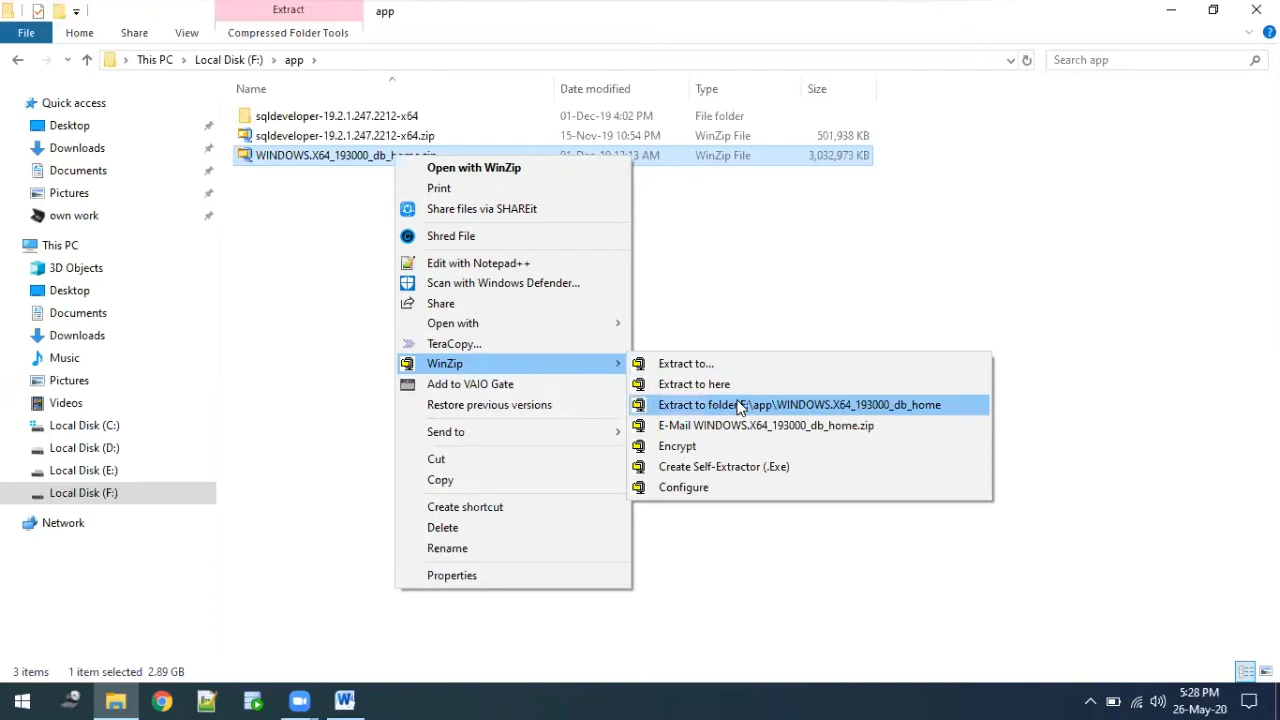 Extract
app
File
Home
Share
View
Compressed Folder Tools
This PC
Local Disk (F:)
app
Search app
Name
Date modified
Type
Size
sqldeveloper-19.2.1.247.2212-x64
01-Dec-19 4:02 PM
File folder
sqldeveloper-19.2.1.247.2212-x64.zip
15-Nov-19 10:54 PM
WinZip File
501,938 KB
WINDOWS.X64_193000_db_home.zip
AM
WinZip File
3,032,973 KB
Quick access
Desktop
Downloads
Documents
Pictures
own work
This PC
3D Objects
Desktop
Documents
Downloads
Music
Pictures
Videos
Local Disk (C:)
Local Disk (D:)
Local Disk (E:)
Local Disk (F:)
Network
Open with WinZip
Print
Share files via SHAREit
Shred File
Edit with Notepad++
Scan with Windows Defender...
Share
Open with
TeraCopy...
WinZip
Add to VAIO Gate
Restore previous versions
Send to
Cut
Copy
Create shortcut
Delete
Rename
Properties
Extract to...
Extract to here
Extract to folder F:\app\WINDOWS.X64_193000_db_home
E-Mail WINDOWS.X64_193000_db_home.zip
Encrypt
Create Self-Extractor (.Exe)
Configure
3 items
1 item selected 2.89 GB
5:28 PM
26-May-20